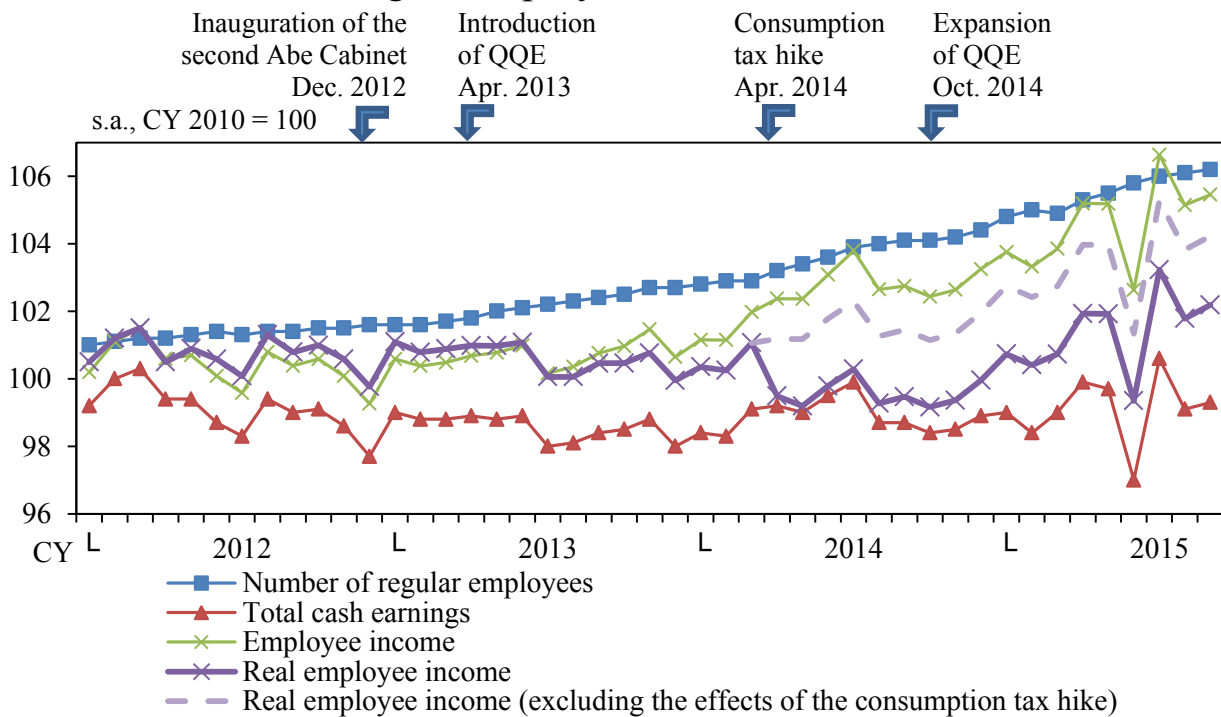 Inauguration of the
second Abe Cabinet
Dec. 2012
Introduction
of QQE
Apr. 2013
Consumption
tax hike
Apr. 2014
Expansion
of QQE
Oct. 2014
s.a., CY 2010 = 100
106
104
102
100
98
96
CY 2012 2013 2014 2015
Number of regular employees
Total cash earnings
Employee income
Real employee income
Real employee income (excluding the effects of the consumption tax hike)